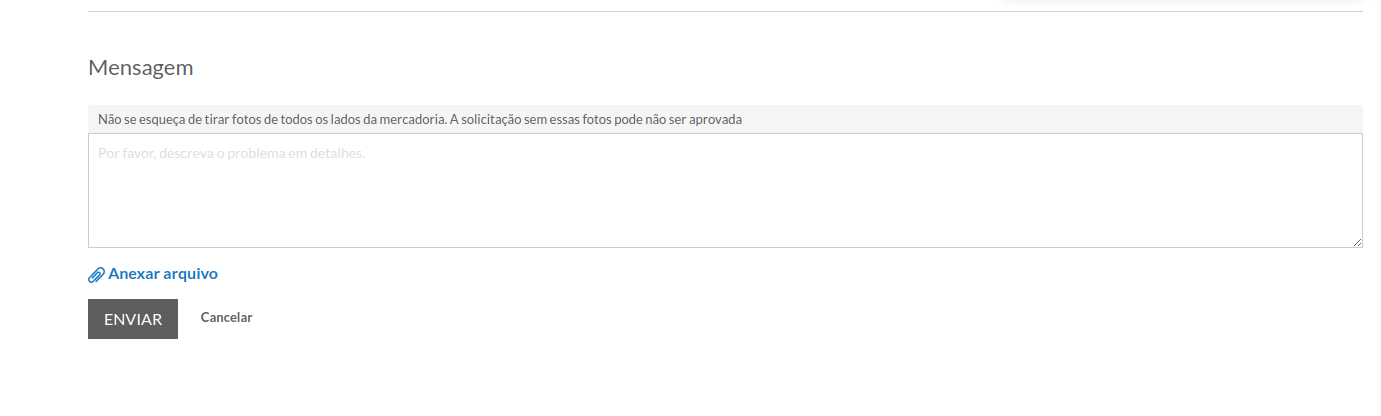 Mensagem
Não se esqueça de tirar fotos de todos os lados da mercadoria. A solicitação sem essas fotos pode não ser aprovada
Por favor, descreva o problema em detalhes.
Anexar arquivo
ENVIAR
Cancelar